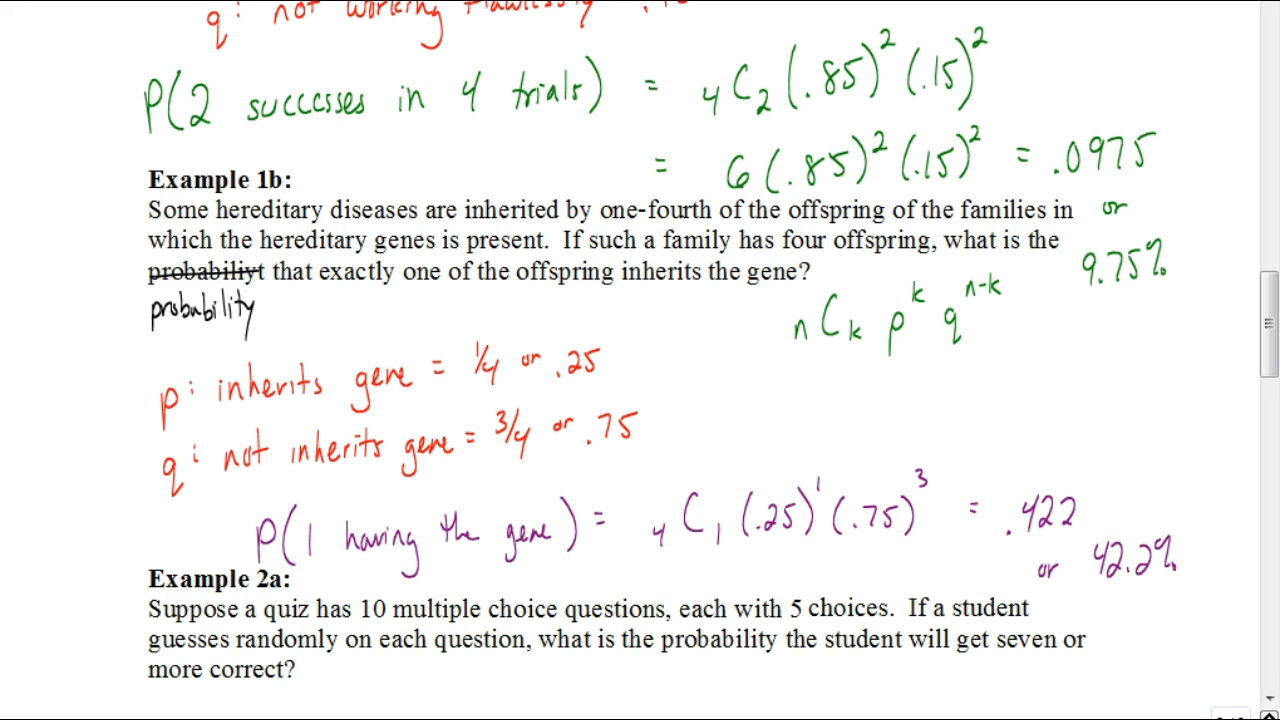 q: not working flawlessly
P(2 successes in 4 trials) = ₄C₂ (.85)² (.15)²
= 6 (.85)² (.15)² = .0975
or
9.75%
Example 1b:
Some hereditary diseases are inherited by one-fourth of the offspring of the families in
which the hereditary genes is present. If such a family has four offspring, what is the
probabiliyt that exactly one of the offspring inherits the gene?
probability
nCk p^k q^n-k
p: inherits gene = 1/4 or .25
q: not inherits gene = 3/4 or .75
P(1 having the gene) = ₄C₁ (.25)¹ (.75)³ = .422
or 42.2%
Example 2a:
Suppose a quiz has 10 multiple choice questions, each with 5 choices. If a student
guesses randomly on each question, what is the probability the student will get seven or
more correct?